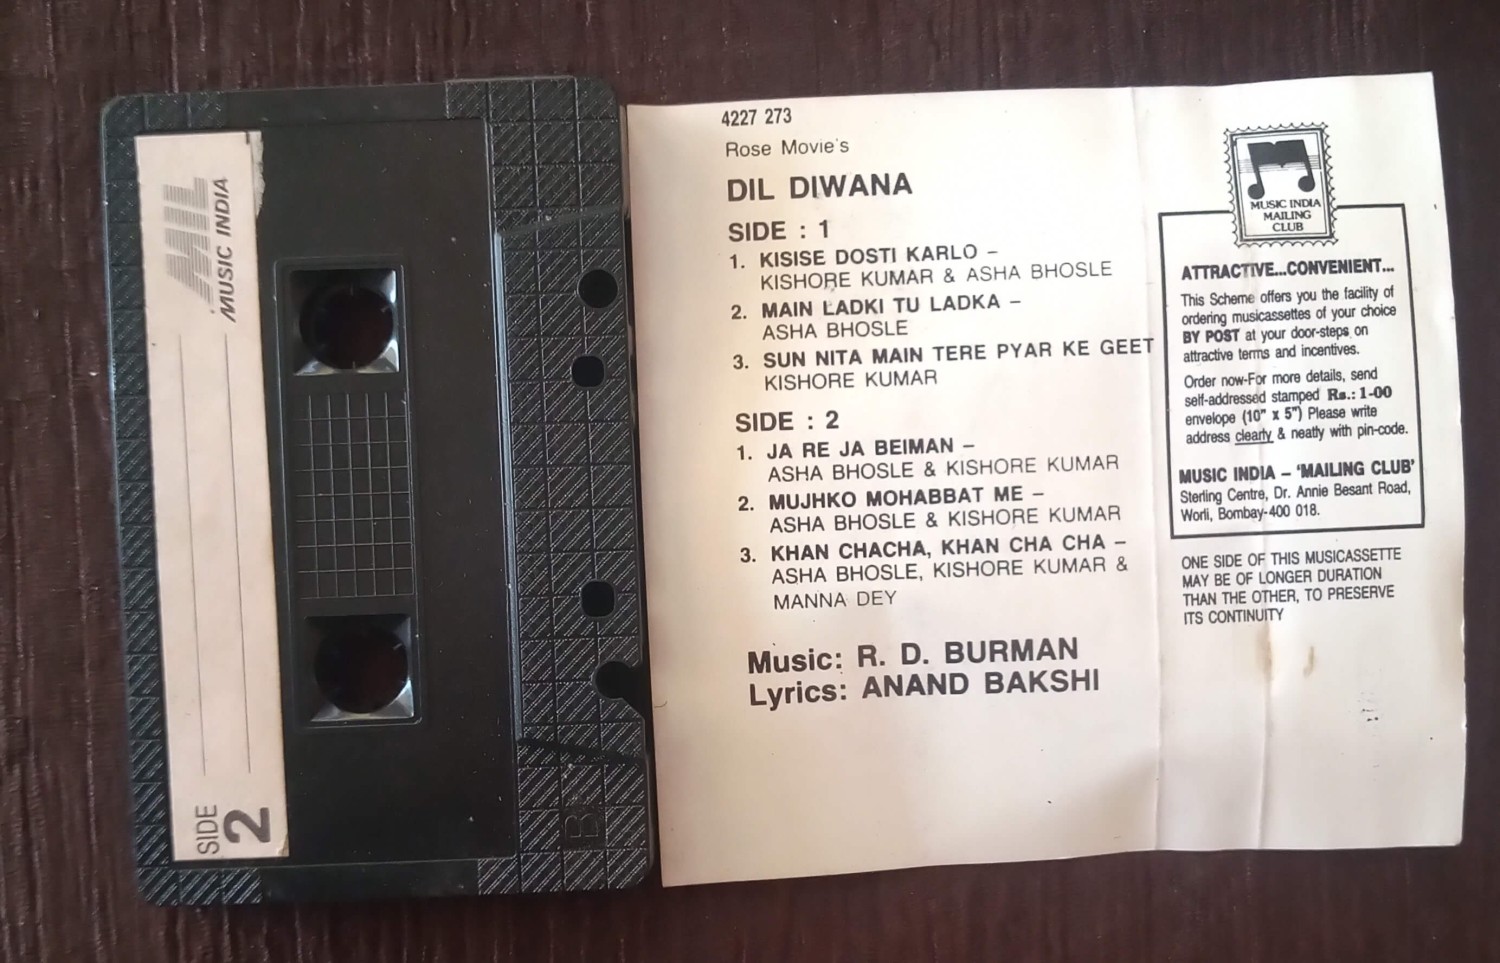 MIL
MUSIC INDIA
SIDE
2
B
4227 273
Rose Movie's
DIL DIWANA
SIDE : 1
1. KISISE DOSTI KARLO –
KISHORE KUMAR & ASHA BHOSLE
2. MAIN LADKI TU LADKA –
ASHA BHOSLE
3. SUN NITA MAIN TERE PYAR KE GEET
KISHORE KUMAR
SIDE : 2
1. JA RE JA BEIMAN –
ASHA BHOSLE & KISHORE KUMAR
2. MUJHKO MOHABBAT ME –
ASHA BHOSLE & KISHORE KUMAR
3. KHAN CHACHA, KHAN CHA CHA –
ASHA BHOSLE, KISHORE KUMAR &
MANNA DEY
Music: R. D. BURMAN
Lyrics: ANAND BAKSHI
MUSIC INDIA
MAILING
CLUB
ATTRACTIVE...CONVENIENT...
This Scheme offers you the facility of
ordering musicassettes of your choice
BY POST at your door-steps on
attractive terms and incentives.
Order now-For more details, send
self-addressed stamped Rs.: 1-00
envelope (10" x 5") Please write
address clearly & neatly with pin-code.
MUSIC INDIA – 'MAILING CLUB'
Sterling Centre, Dr. Annie Besant Road,
Worli, Bombay-400 018.
ONE SIDE OF THIS MUSICASSETTE
MAY BE OF LONGER DURATION
THAN THE OTHER, TO PRESERVE
ITS CONTINUITY